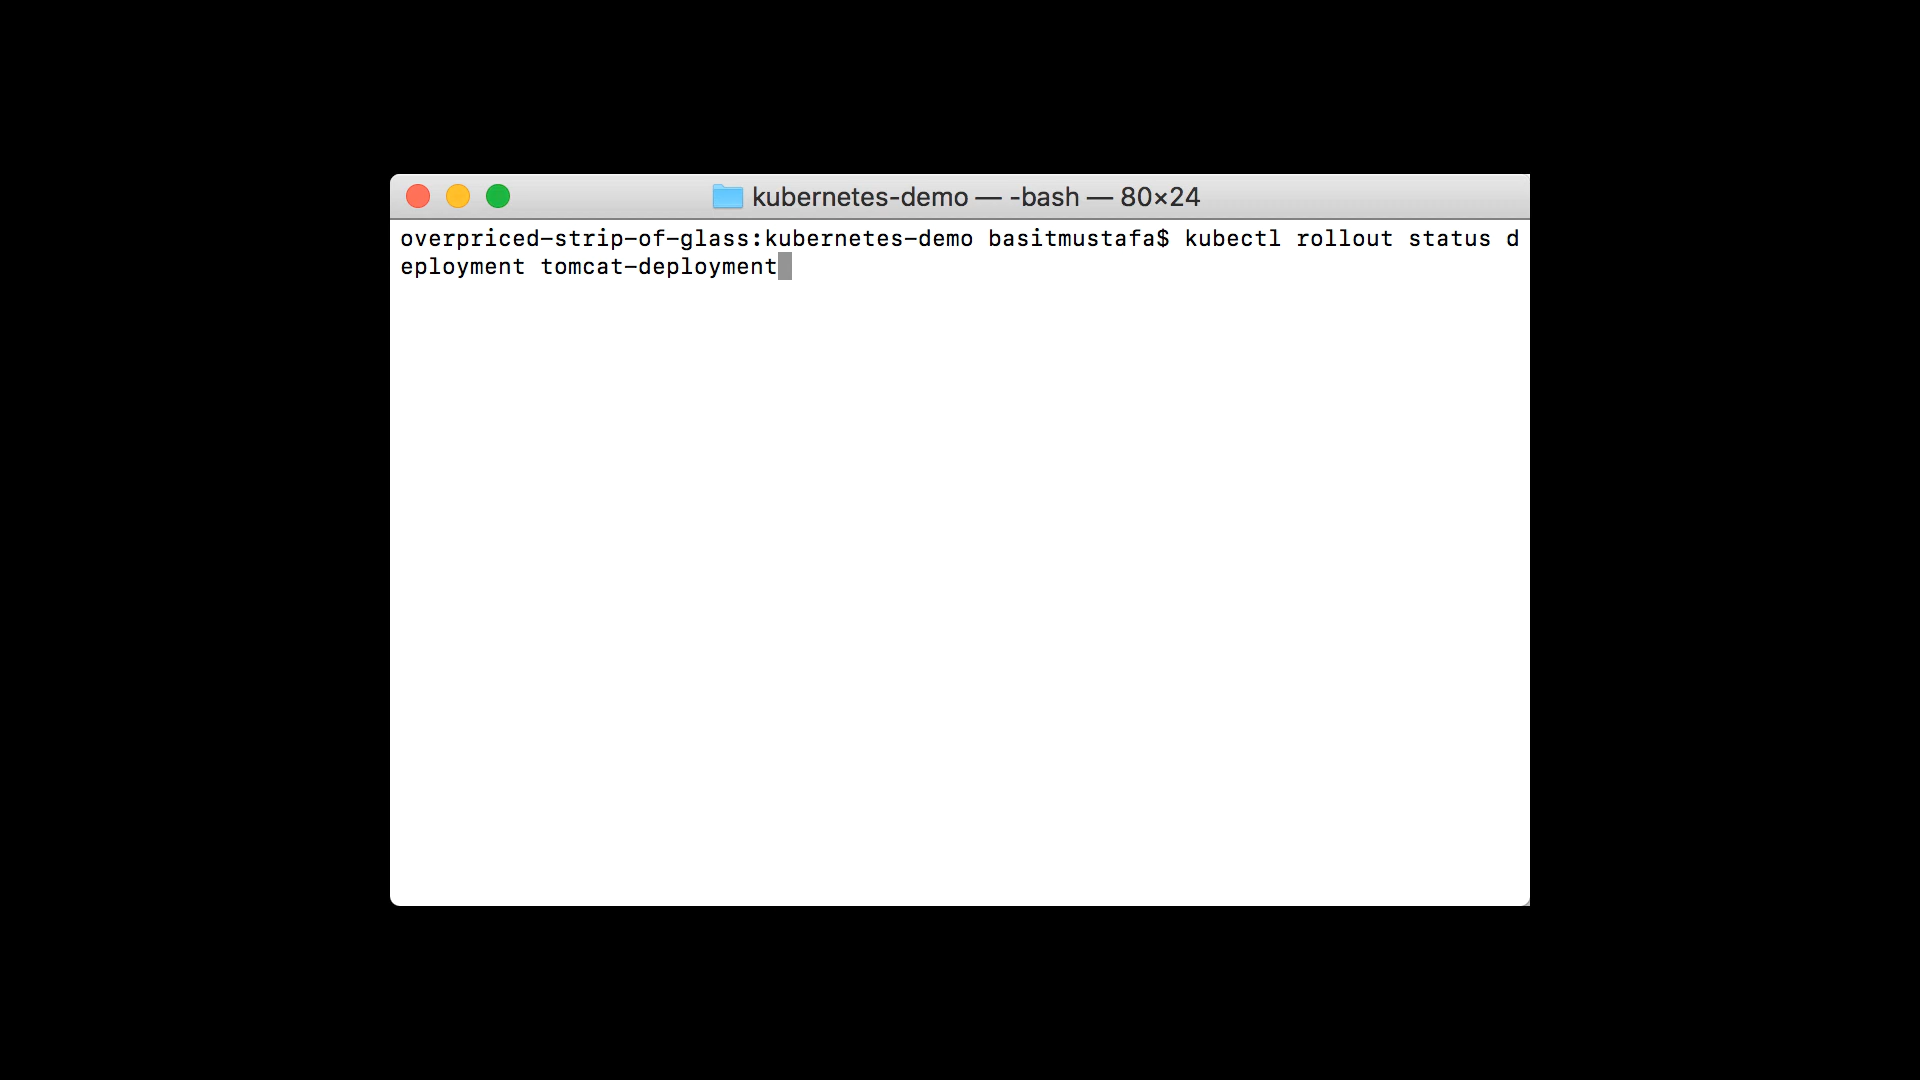 kubernetes-demo — -bash — 80×24
overpriced-strip-of-glass:kubernetes-demo basitmustafa$ kubectl rollout status d
eployment tomcat-deployment